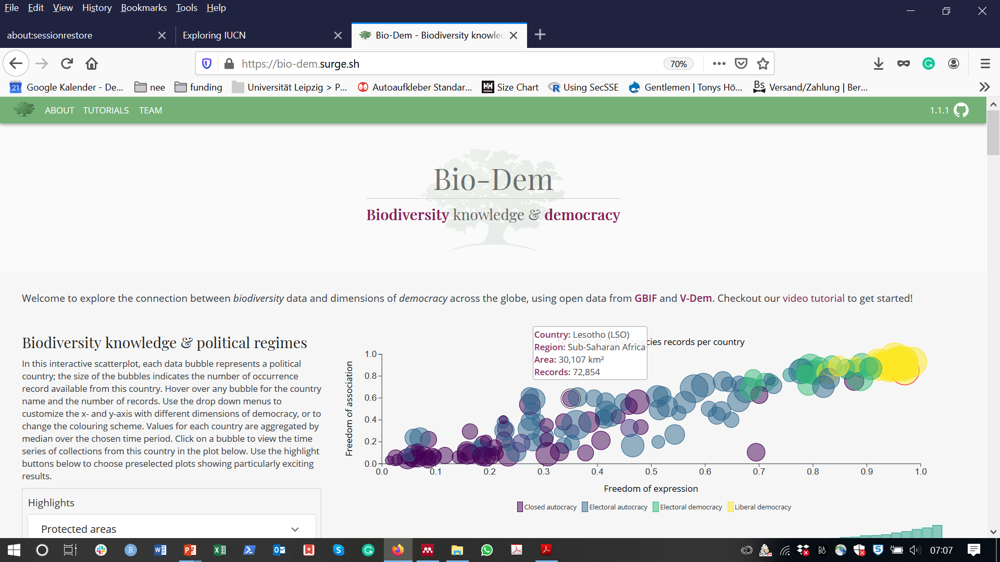 File Edit View History Bookmarks Tools Help
about:sessionrestore
Exploring IUCN
Bio-Dem - Biodiversity knowled
https://bio-dem.surge.sh
70%
21 Google Kalender - De...
nee
funding
Universität Leipzig > P...
Autoaufkleber Standar...
HH Size Chart
R Using SecSSE
Gentlemen | Tonys Hö...
Bs Versand/Zahlung | Ber...
ABOUT TUTORIALS TEAM
1.1.1
Bio-Dem
Biodiversity knowledge & democracy
Welcome to explore the connection between biodiversity data and dimensions of democracy across the globe, using open data from GBIF and V-Dem. Checkout our video tutorial to get started!
Biodiversity knowledge & political regimes
In this interactive scatterplot, each data bubble represents a political
country; the size of the bubbles indicates the number of occurrence
record available from this country. Hover over any bubble for the country
name and the number of records. Use the drop down menus to
customize the x- and y-axis with different dimensions of democracy, or to
change the colouring scheme. Values for each country are aggregated by
median over the chosen time period. Click on a bubble to view the time
series of collections from this country in the plot below. Use the highlight
buttons below to choose preselected plots showing particularly exciting
results.
Highlights
Protected areas
Number of public species records per country
Country: Lesotho (LSO)
Region: Sub-Saharan Africa
Area: 30,107 km²
Records: 72,854
Freedom of association
1.0
0.8
0.6
0.4
0.2
0.0
0.0 0.1 0.2 0.3 0.4 0.5 0.6 0.7 0.8 0.9 1.0
Freedom of expression
Closed autocracy Electoral autocracy Electoral democracy Liberal democracy
07:07